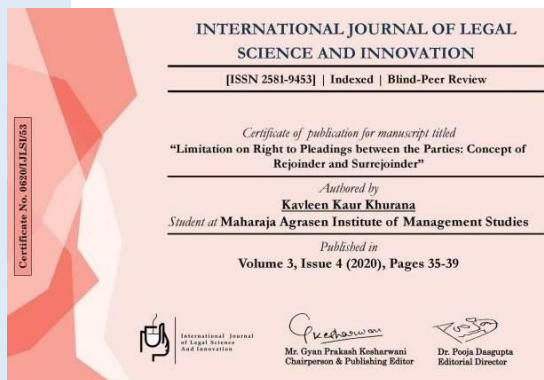 INTERNATIONAL JOURNAL OF LEGAL
SCIENCE AND INNOVATION
[ISSN 2581-9453] | Indexed | Blind-Peer Review
Certificate No. 0620/IJLSI/53
Certificate of publication for manuscript titled
“Limitation on Right to Pleadings between the Parties: Concept of
Rejoinder and Surrejoinder”
Authored by
Kavleen Kaur Khurana
Student at Maharaja Agrasen Institute of Management Studies
Published in
Volume 3, Issue 4 (2020), Pages 35-39
International Journal
of Legal Science
And Innovation
Gkesharwani
Mr. Gyan Prakash Kesharwani
Chairperson & Publishing Editor
Pooja
Dr. Pooja Dasgupta
Editorial Director